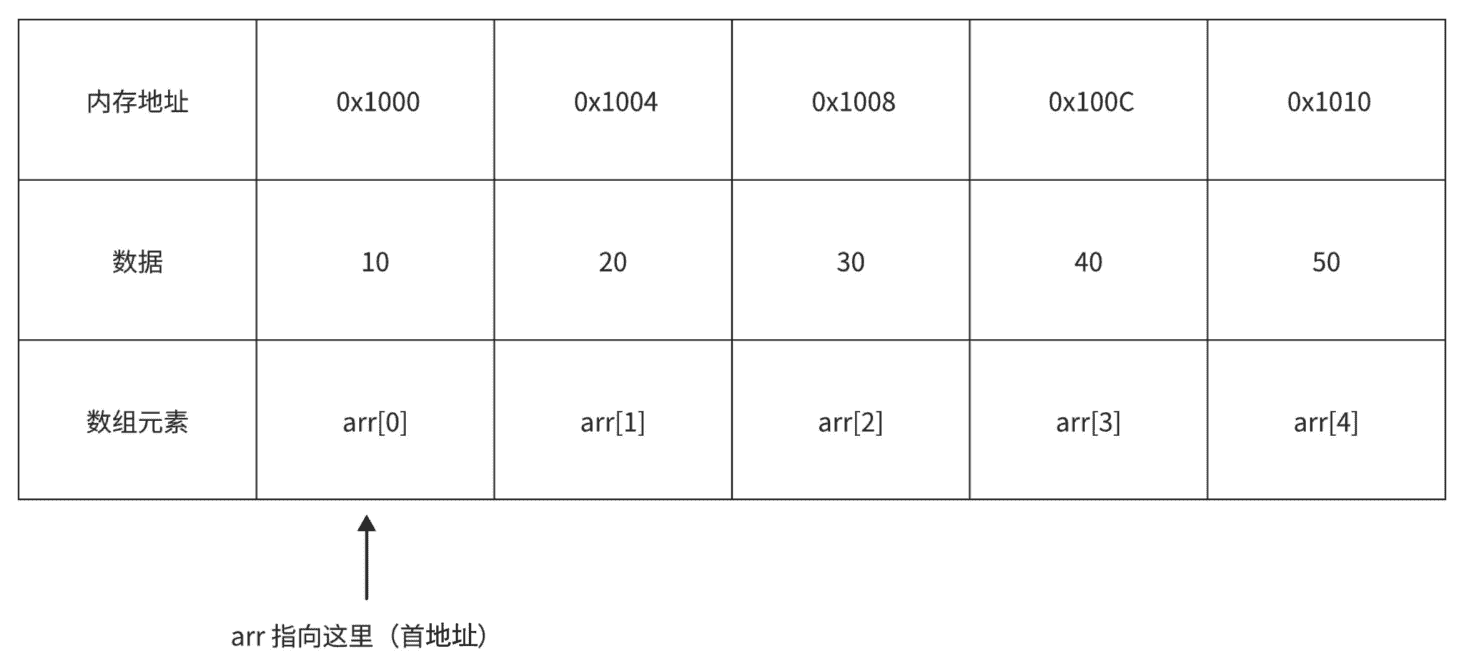 内存地址 0x1000 0x1004 0x1008 0x100C 0x1010
数据 10 20 30 40 50
数组元素 arr[0] arr[1] arr[2] arr[3] arr[4]
arr 指向这里（首地址）